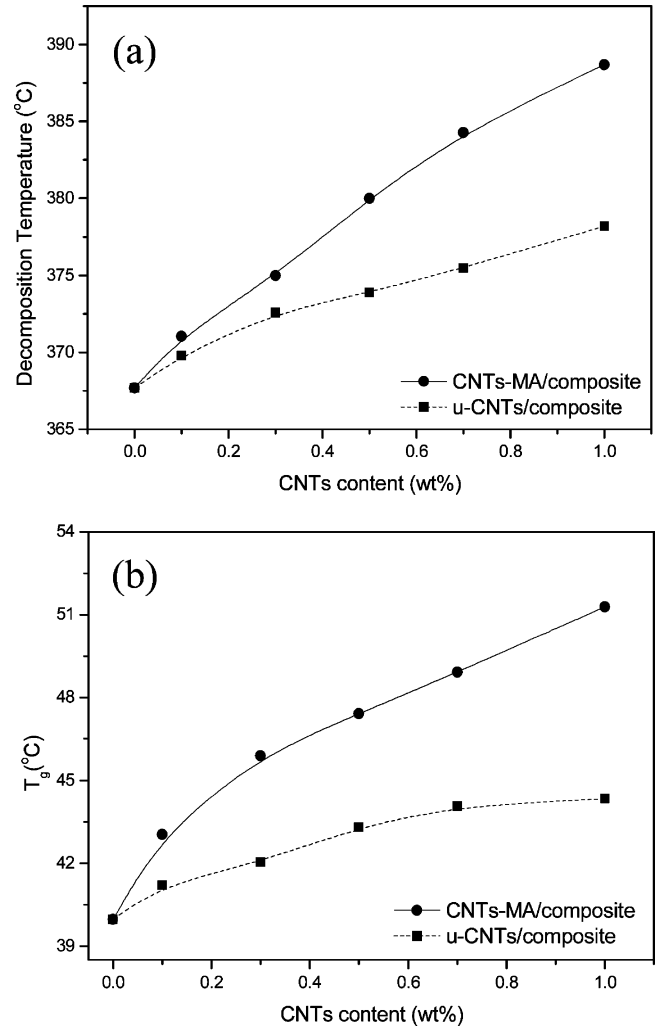 (a)
Decomposition Temperature (°C)
390
385
380
375
370
365
CNTs-MA/composite
u-CNTs/composite
0.0 0.2 0.4 0.6 0.8 1.0
CNTs content (wt%)
(b)
Tg(°C)
54
51
48
45
42
39
CNTs-MA/composite
u-CNTs/composite
0.0 0.2 0.4 0.6 0.8 1.0
CNTs content (wt%)